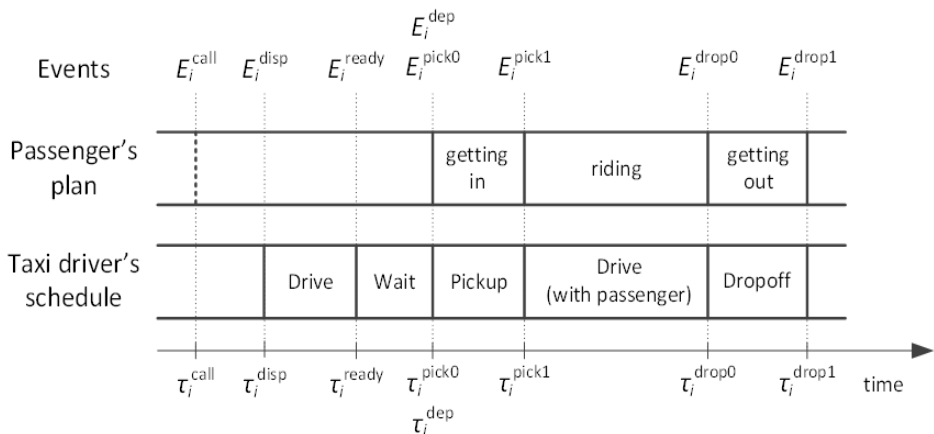 E_i^dep
Events E_i^call E_i^disp E_i^ready E_i^pick0 E_i^pick1 E_i^drop0 E_i^drop1
Passenger's
plan
getting
in
riding
getting
out
Taxi driver's
schedule
Drive
Wait
Pickup
Drive
(with passenger)
Dropoff
τ_i^call τ_i^disp τ_i^ready τ_i^pick0 τ_i^pick1 τ_i^drop0 τ_i^drop1 time
τ_i^dep